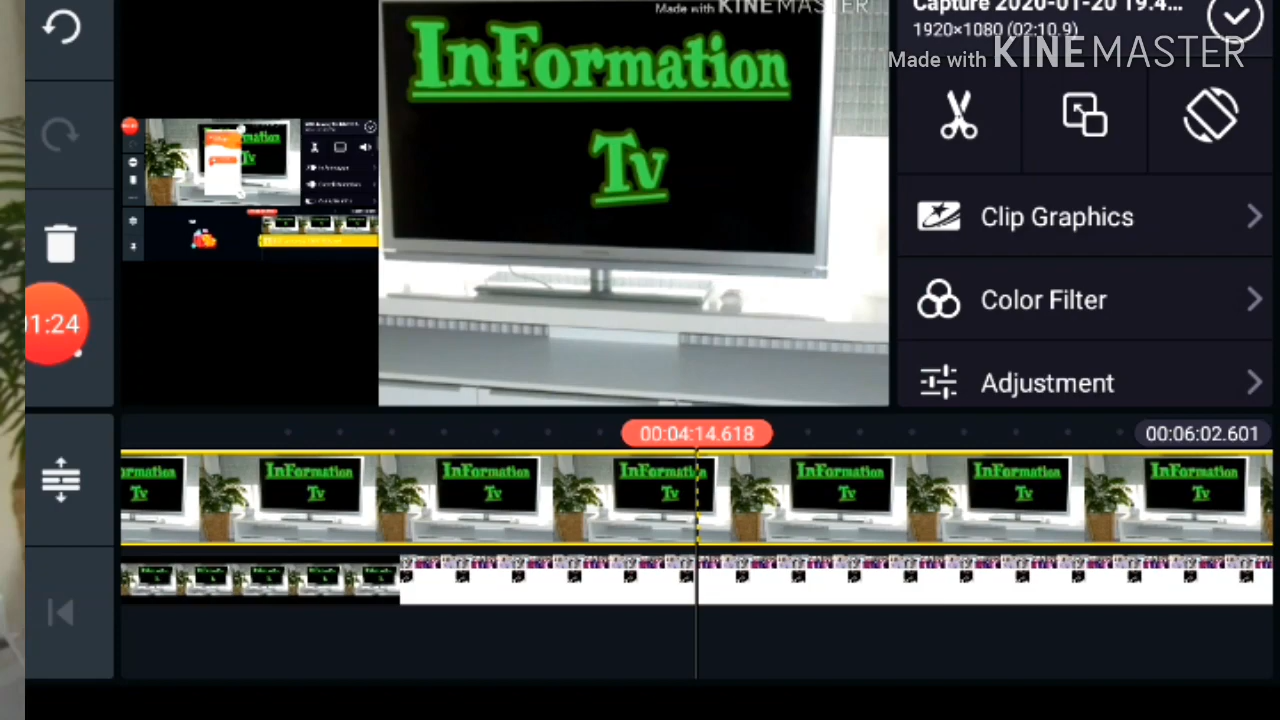 Made with KINEMASTER
Capture 2020-01-20 19.4...
1920×1080 (02:10.9)
Made with KINEMASTER
InFormation
Tv
Clip Graphics
Color Filter
Adjustment
1:24
00:04:14.618
00:06:02.601
InFormation
Tv
InFormation
Tv
InFormation
Tv
InFormation
Tv
InFormation
Tv
InFormation
Tv